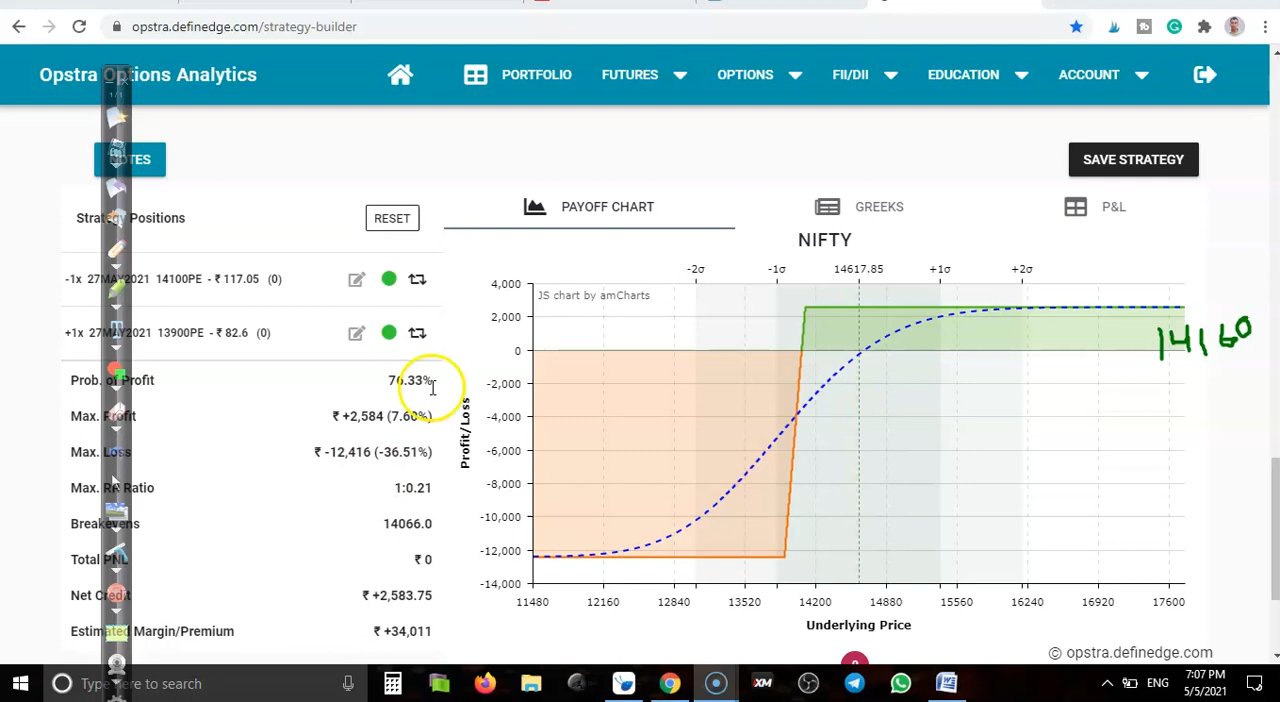 opstra.definedge.com/strategy-builder
Opstra Options Analytics
PORTFOLIO
FUTURES
OPTIONS
FII/DII
EDUCATION
ACCOUNT
SAVE STRATEGY
Strategy Positions
RESET
PAYOFF CHART
GREEKS
P&L
NIFTY
-1x 27MAY2021 14100PE - ₹ 117.05 (0)
+1x 27MAY2021 13900PE - ₹ 82.6 (0)
Prob. of Profit 76.33%
Max. Profit ₹ +2,584 (7.60%)
Max. Loss ₹ -12,416 (-36.51%)
Max. RR Ratio 1:0.21
Breakevens 14066.0
Total PNL ₹ 0
Net Credit ₹ +2,583.75
Estimated Margin/Premium ₹ +34,011
-2σ -1σ 14617.85 +1σ +2σ
JS chart by amCharts
4,000
2,000
0
-2,000
-4,000
-6,000
-8,000
-10,000
-12,000
-14,000
Profit/Loss
14160
11480 12160 12840 13520 14200 14880 15560 16240 16920 17600
Underlying Price
© opstra.definedge.com
Type here to search
XM
ENG
7:07 PM
5/5/2021